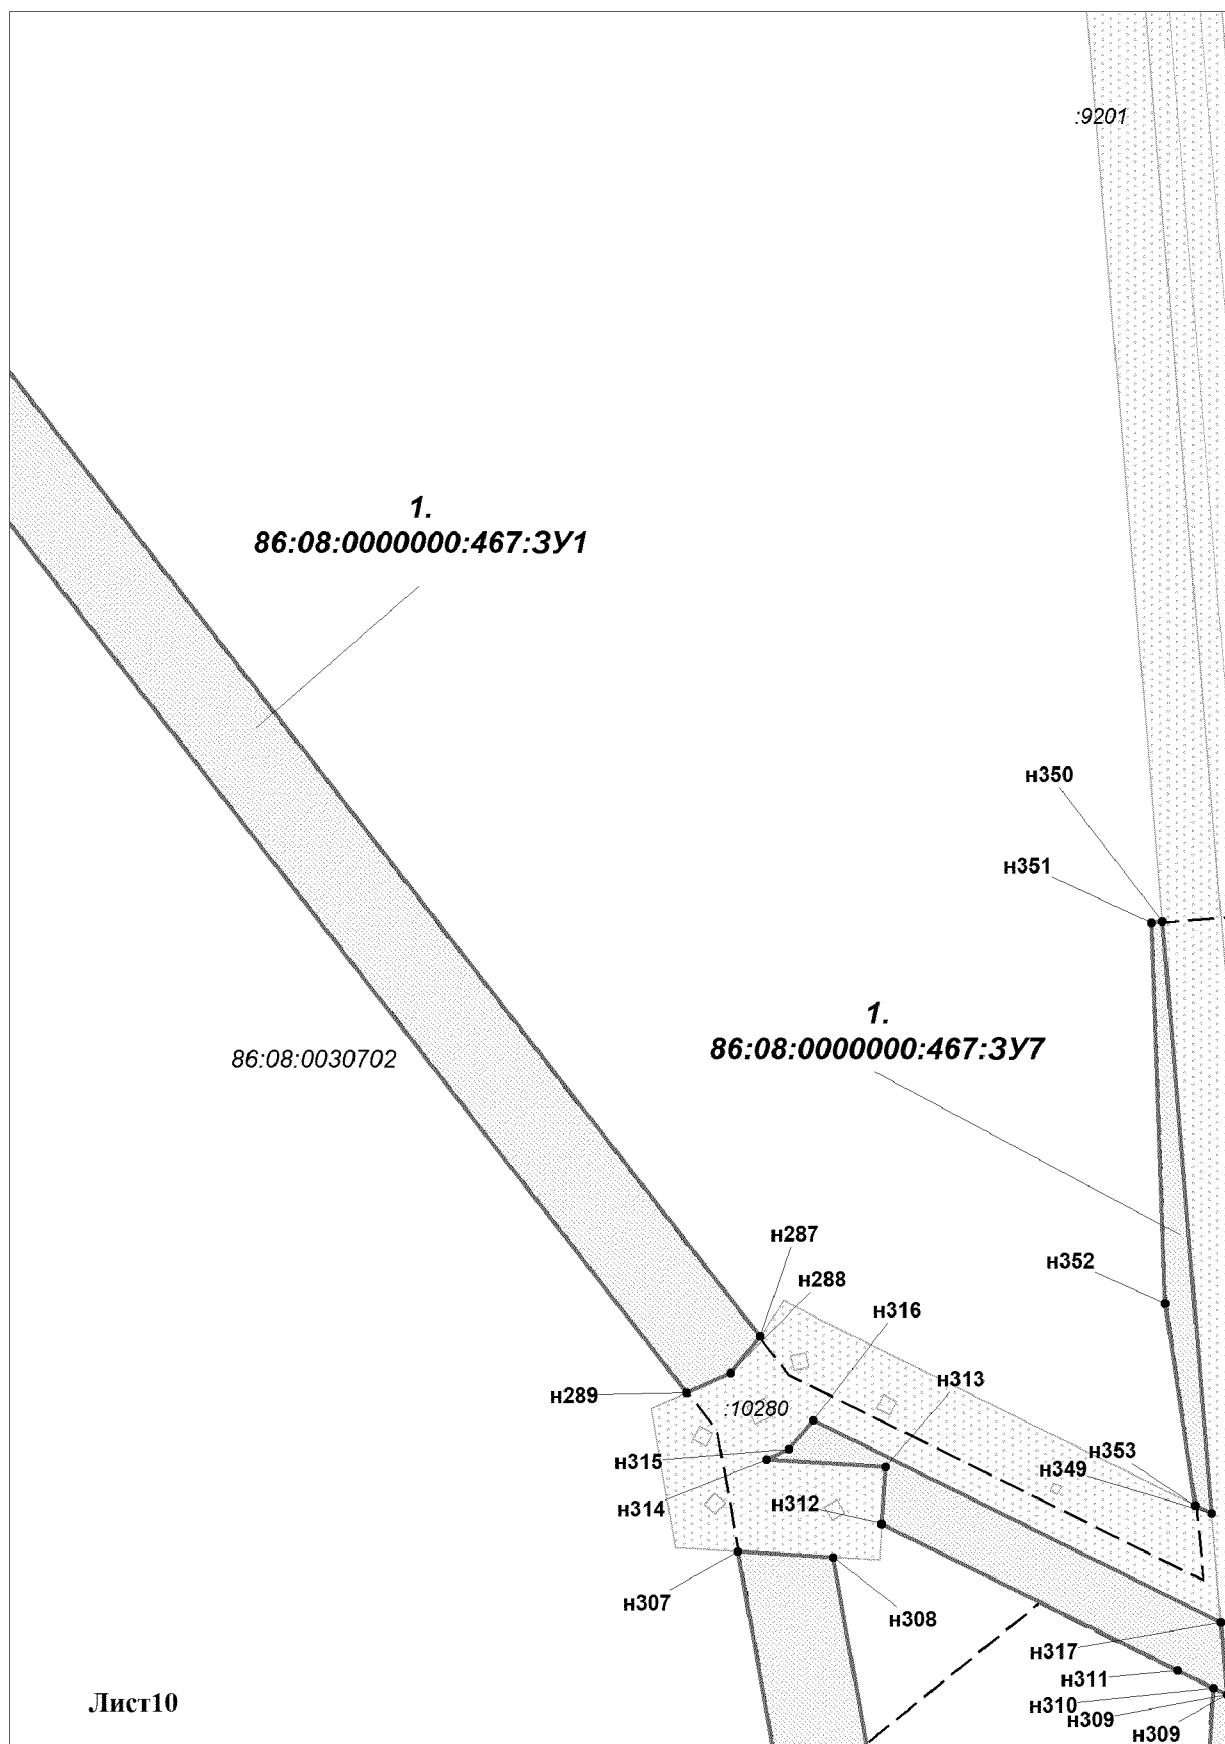 :9201
1.
86:08:0000000:467:ЗУ1
н350
н351
1.
86:08:0000000:467:ЗУ7
86:08:0030702
н287
н352
н288
н316
н313
н289
:10280
н353
н315
н349
н314
н312
н307
н308
н317
н311
н310
н309
н309
Лист10